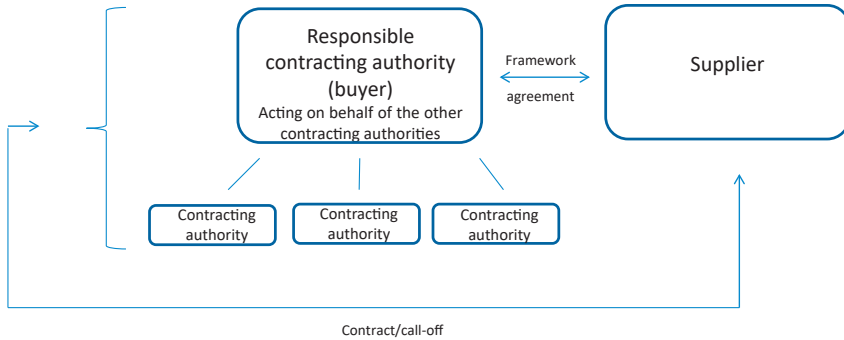 Responsible
contracting authority
(buyer)
Acting on behalf of the other
contracting authorities
Framework
agreement
Supplier
Contracting
authority
Contracting
authority
Contracting
authority
Contract/call-off